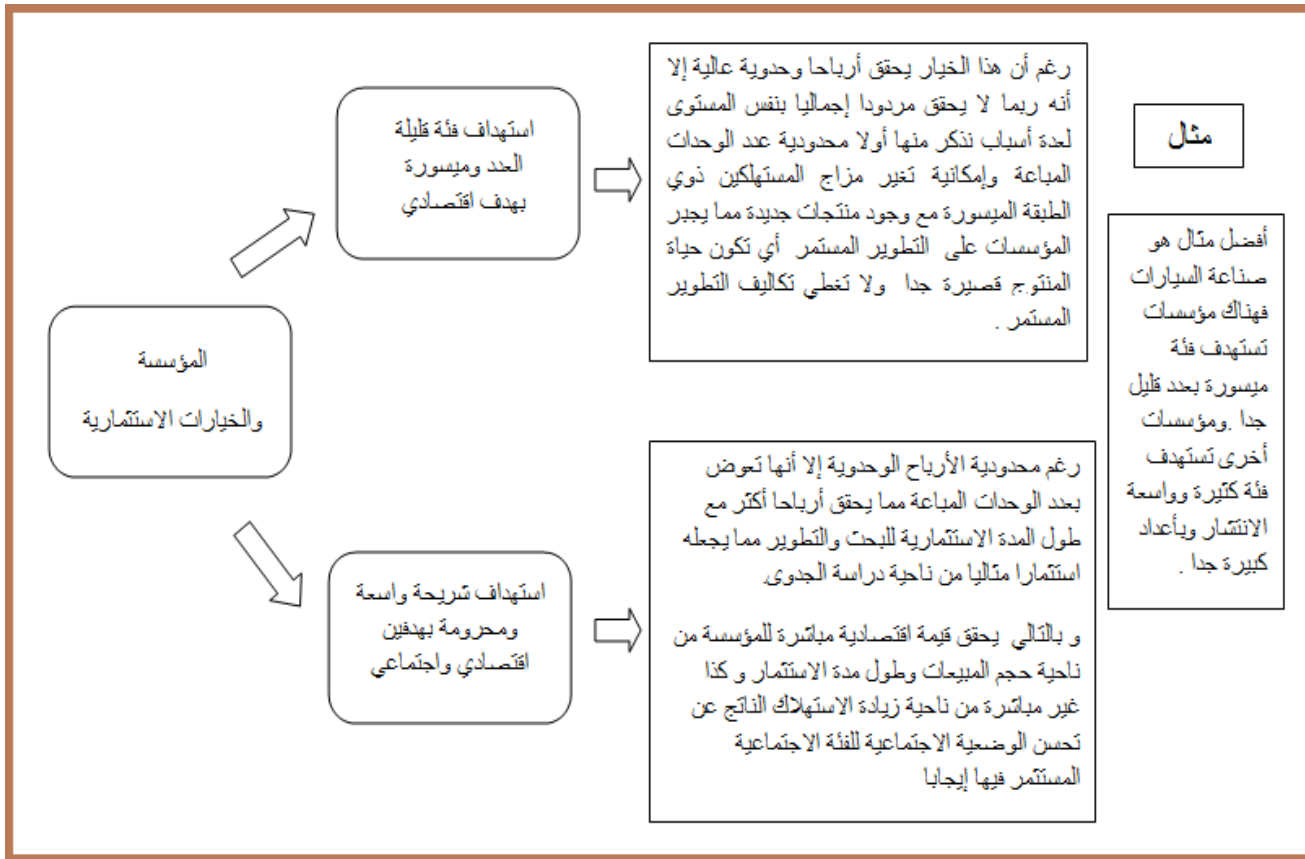 المؤسسة
والخيارات الاستثمارية
استهداف فئة قليلة
العدد وميسورة
بهدف اقتصادي
رغم أن هذا الخيار يحقق أرباحا وحدوية عالية إلا
أنه ربما لا يحقق مردودا إجماليا بنفس المستوى
لعدة أسباب نذكر منها أولا محدودية عدد الوحدات
المباعة وإمكانية تغير مزاج المستهلكين ذوي
الطبقة الميسورة مع وجود منتجات جديدة مما يجبر
المؤسسات على التطوير المستمر أي تكون حياة
المنتوج قصيرة جدا ولا تغطي تكاليف التطوير
المستمر .
استهداف شريحة واسعة
ومحرومة بهدفين
اقتصادي واجتماعي
رغم محدودية الأرباح الوحدوية إلا أنها تعوض
بعدد الوحدات المباعة مما يحقق أرباحا أكثر مع
طول المدة الاستثمارية للبحث والتطوير مما يجعله
استثمارا مثاليا من ناحية دراسة الجدوى.
و بالتالي يحقق قيمة اقتصادية مباشرة للمؤسسة من
ناحية حجم المبيعات وطول مدة الاستثمار و كذا
غير مباشرة من ناحية زيادة الاستهلاك الناتج عن
تحسن الوضعية الاجتماعية للفئة الاجتماعية
المستثمر فيها إيجابا
مثال
أفضل مثال هو
صناعة السيارات
فهناك مؤسسات
تستهدف فئة
ميسورة بعدد قليل
جدا .ومؤسسات
أخرى تستهدف
فئة كثيرة وواسعة
الانتشار وبأعداد
كبيرة جدا .